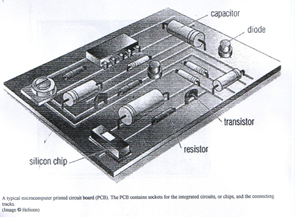 capacitor
diode
transistor
resistor
silicon chip
A typical microcomputer printed circuit board (PCB). The PCB contains sockets for the integrated circuits, or chips, and the connecting
tracks.
(Image © Helicon)